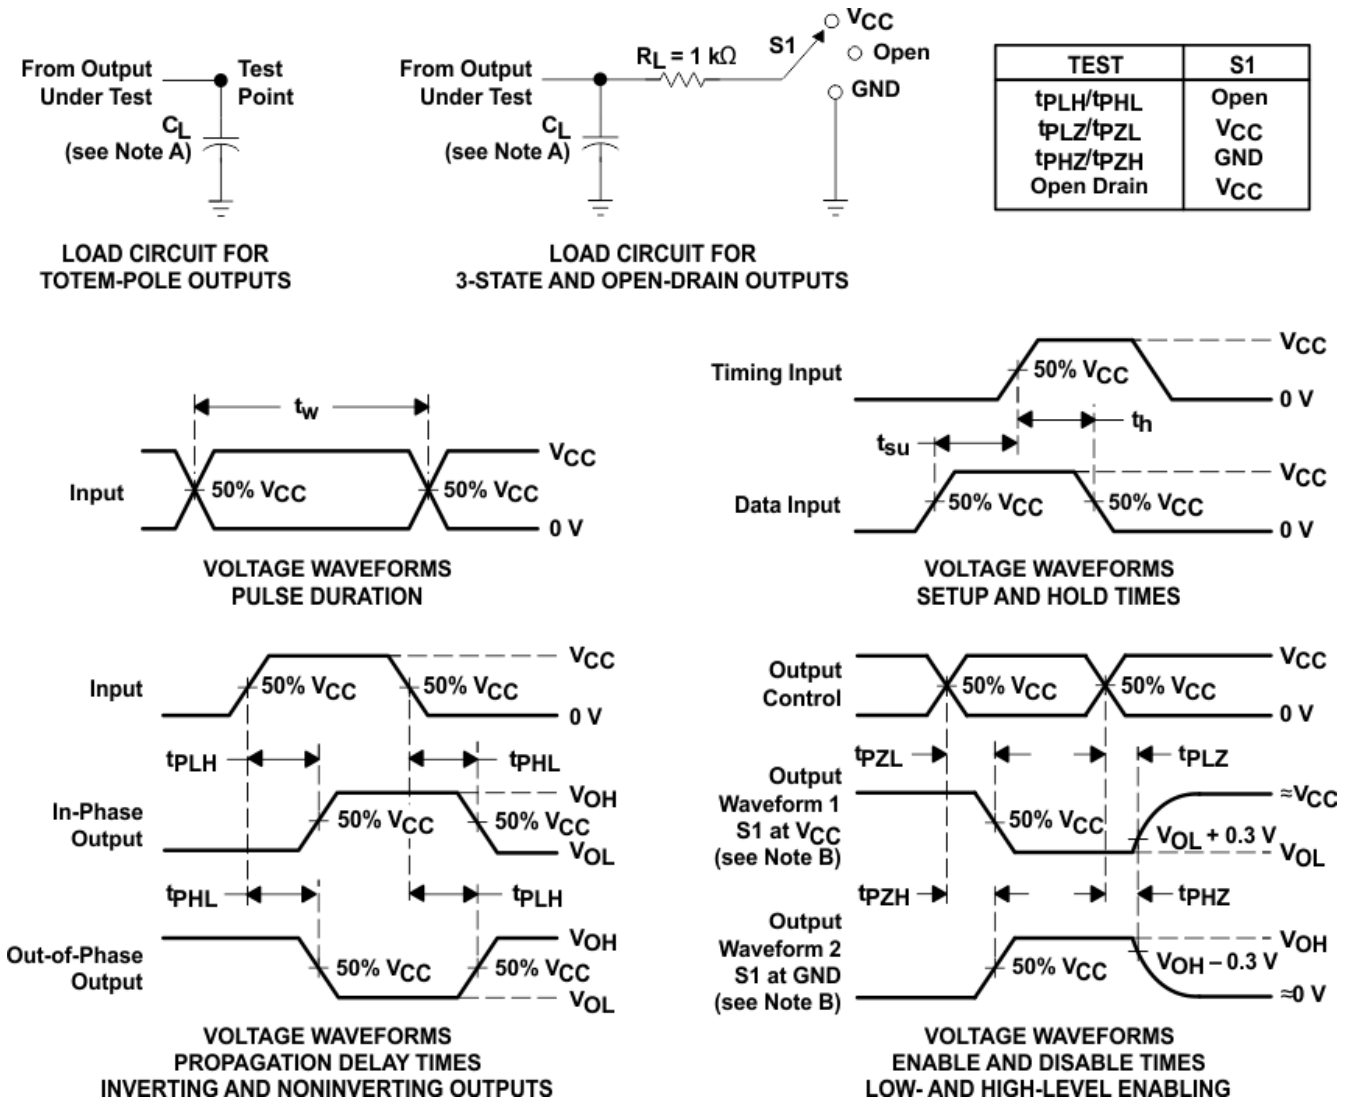 From Output
Under Test
Test
Point
CL
(see Note A)
LOAD CIRCUIT FOR
TOTEM-POLE OUTPUTS
From Output
Under Test
RL = 1 kΩ
S1
VCC
Open
GND
CL
(see Note A)
LOAD CIRCUIT FOR
3-STATE AND OPEN-DRAIN OUTPUTS
TEST S1
tPLH/tPHL Open
tPLZ/tPZL VCC
tPHZ/tPZH GND
Open Drain VCC
tw
Input
50% VCC
50% VCC
VCC
0 V
VOLTAGE WAVEFORMS
PULSE DURATION
Timing Input
50% VCC
VCC
0 V
th
tsu
Data Input
50% VCC
50% VCC
VCC
0 V
VOLTAGE WAVEFORMS
SETUP AND HOLD TIMES
Input
50% VCC
50% VCC
VCC
0 V
tPLH
tPHL
In-Phase
Output
50% VCC
50% VCC
VOH
VOL
tPHL
tPLH
Out-of-Phase
Output
50% VCC
50% VCC
VOH
VOL
VOLTAGE WAVEFORMS
PROPAGATION DELAY TIMES
INVERTING AND NONINVERTING OUTPUTS
Output
Control
50% VCC
50% VCC
VCC
0 V
tPZL
tPLZ
Output
Waveform 1
S1 at VCC
(see Note B)
50% VCC
VOL + 0.3 V
≈VCC
VOL
tPZH
tPHZ
Output
Waveform 2
S1 at GND
(see Note B)
50% VCC
VOH – 0.3 V
VOH
≈0 V
VOLTAGE WAVEFORMS
ENABLE AND DISABLE TIMES
LOW- AND HIGH-LEVEL ENABLING